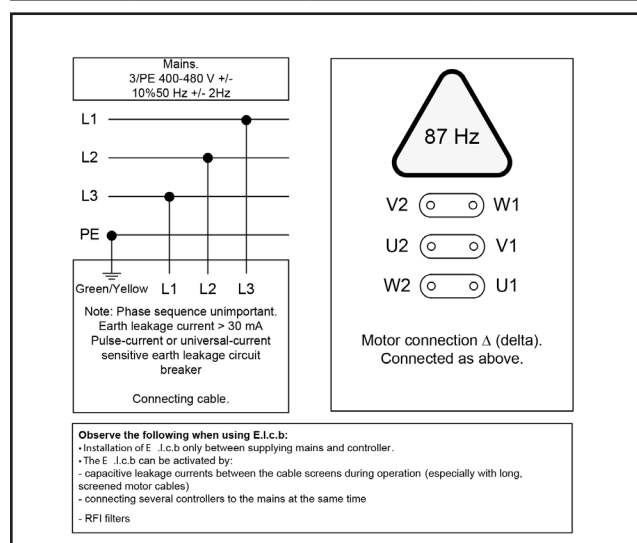 Mains.
3/PE 400-480 V +/-
10%50 Hz +/- 2Hz
L1
L2
L3
PE
Green/Yellow L1 L2 L3
Note: Phase sequence unimportant.
Earth leakage current > 30 mA
Pulse-current or universal-current
sensitive earth leakage circuit
breaker
Connecting cable.
87 Hz
V2 W1
U2 V1
W2 U1
Motor connection Δ (delta).
Connected as above.
Observe the following when using E.l.c.b:
• Installation of E .l.c.b only between supplying mains and controller.
• The E .l.c.b can be activated by:
- capacitive leakage currents between the cable screens during operation (especially with long,
screened motor cables)
- connecting several controllers to the mains at the same time
- RFI filters